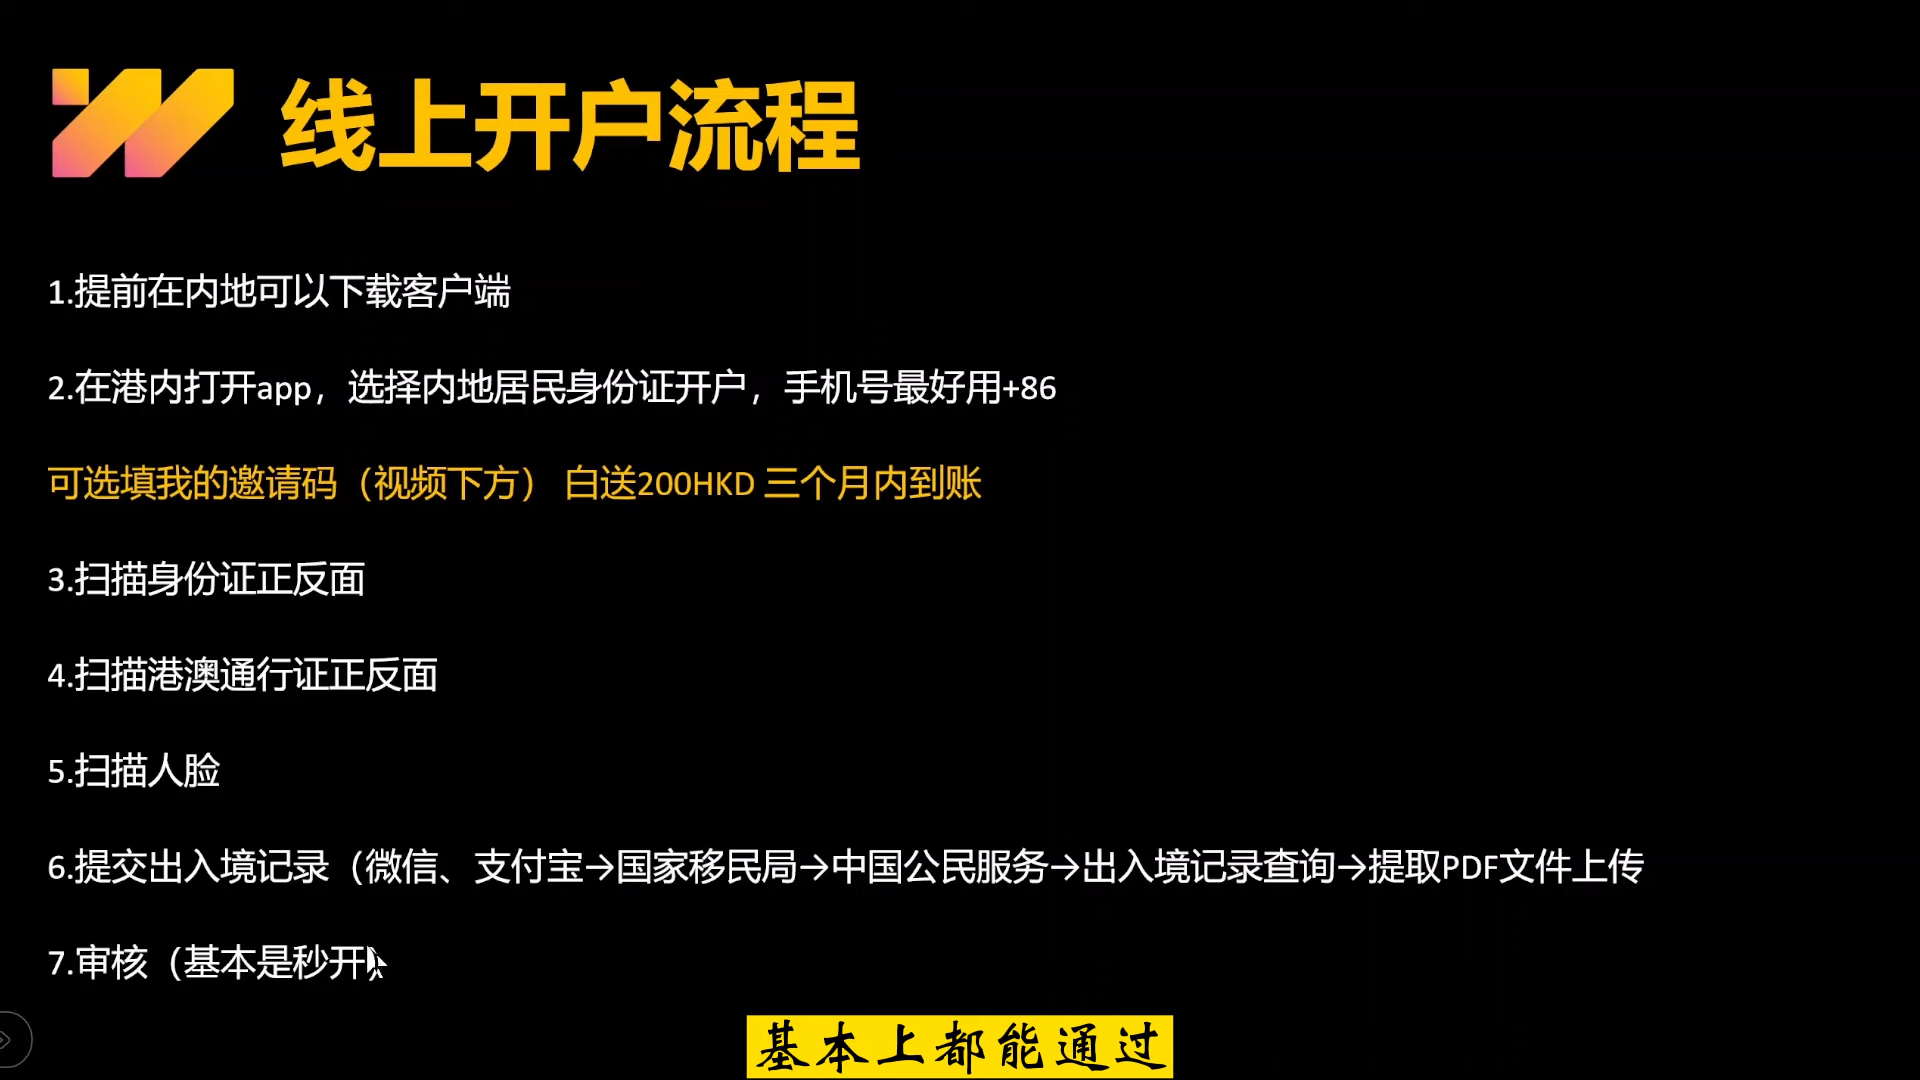 线上开户流程
1.提前在内地可以下载客户端
2.在港内打开app，选择内地居民身份证开户，手机号最好用+86
可选填我的邀请码（视频下方） 白送200HKD 三个月内到账
3.扫描身份证正反面
4.扫描港澳通行证正反面
5.扫描人脸
6.提交出入境记录（微信、支付宝→国家移民局→中国公民服务→出入境记录查询→提取PDF文件上传
7.审核（基本是秒开）
基本上都能通过